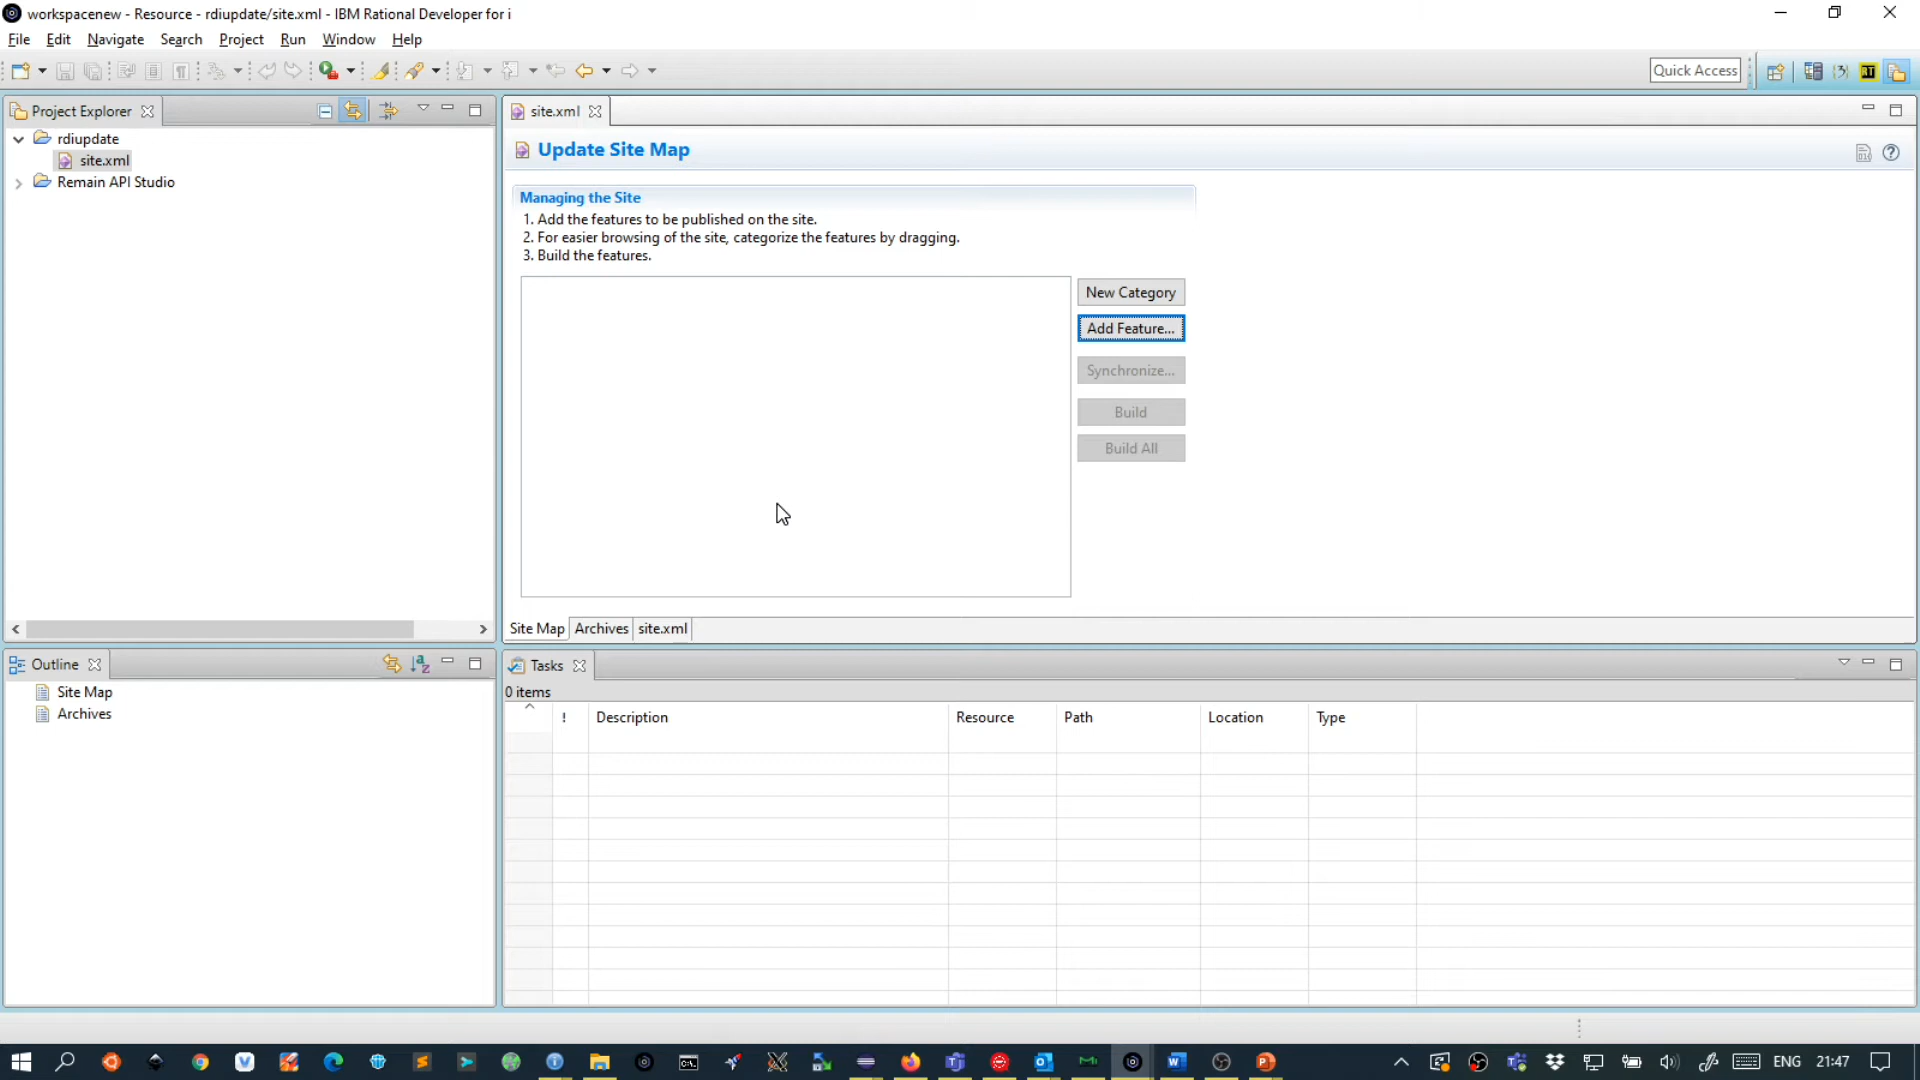 workspacenew - Resource - rdiupdate/site.xml - IBM Rational Developer for i
File Edit Navigate Search Project Run Window Help
Quick Access
Project Explorer
rdiupdate
site.xml
Remain API Studio
site.xml
Update Site Map
Managing the Site
1. Add the features to be published on the site.
2. For easier browsing of the site, categorize the features by dragging.
3. Build the features.
New Category
Add Feature...
Synchronize...
Build
Build All
Site Map Archives site.xml
Outline
Site Map
Archives
Tasks
0 items
! Description Resource Path Location Type
ENG 21:47